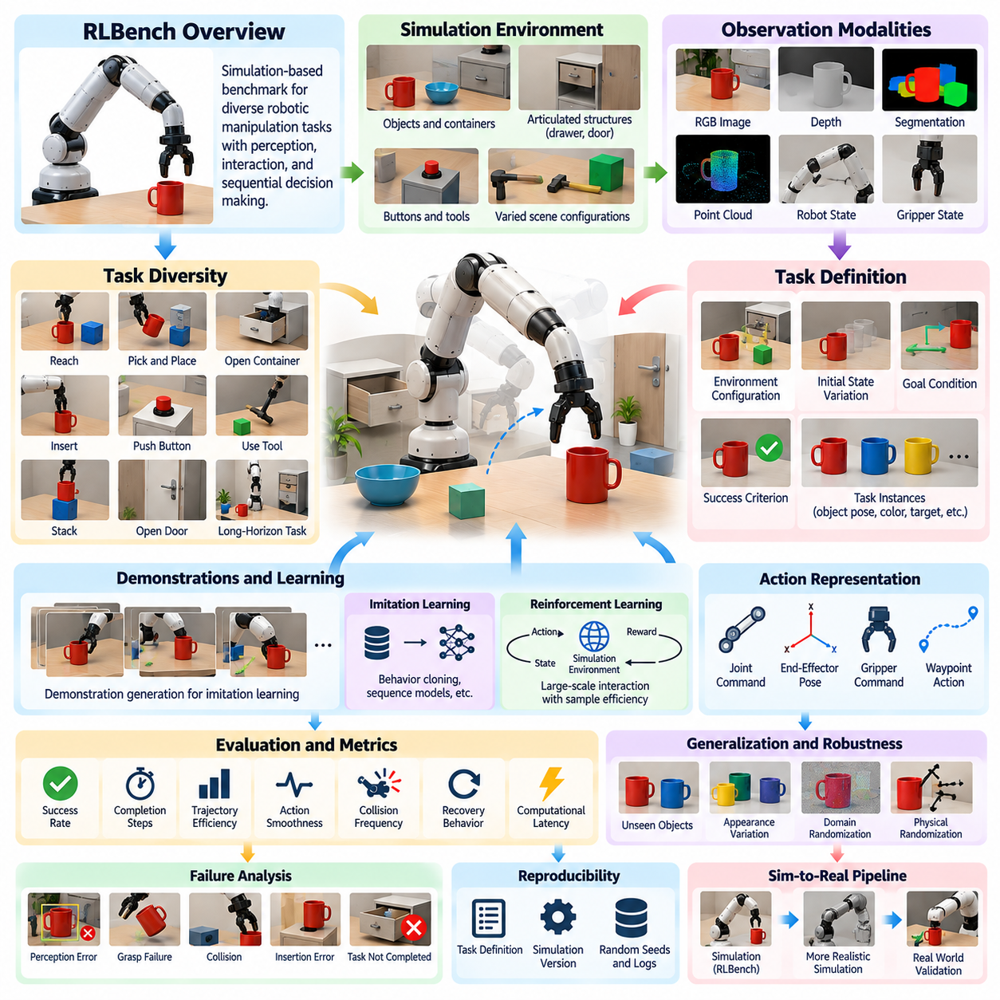 RLBench Overview
Simulation-based
benchmark for
diverse robotic
manipulation tasks
with perception,
interaction, and
sequential decision
making.
Simulation Environment
Objects and containers
Articulated structures
(drawer, door)
Buttons and tools
Varied scene configurations
Observation Modalities
RGB Image
Depth
Segmentation
Point Cloud
Robot State
Gripper State
Task Diversity
Reach
Pick and Place
Open Container
Insert
Push Button
Use Tool
Stack
Open Door
Long-Horizon Task
Task Definition
Environment
Configuration
Initial State
Variation
Goal Condition
Success Criterion
Task Instances
(object pose, color, target, etc.)
Demonstrations and Learning
...
Demonstration generation for imitation learning
Imitation Learning
Behavior cloning,
sequence models, etc.
Reinforcement Learning
Action
Reward
State
Simulation
Environment
Large-scale interaction
with sample efficiency
Action Representation
X
X
X
Joint
Command
End-Effector
Pose
Gripper
Command
Waypoint
Action
Evaluation and Metrics
Success
Rate
Completion
Steps
Trajectory
Efficiency
Action
Smoothness
Collision
Frequency
Recovery
Behavior
Computational
Latency
Generalization and Robustness
Unseen Objects
Appearance
Variation
Domain
Randomization
Physical
Randomization
Failure Analysis
Perception Error
Grasp Failure
Collision
Insertion Error
Task Not Completed
Reproducibility
Task Definition
Simulation
Version
Random Seeds
and Logs
Sim-to-Real Pipeline
Simulation
(RLBench)
More Realistic
Simulation
Real World
Validation